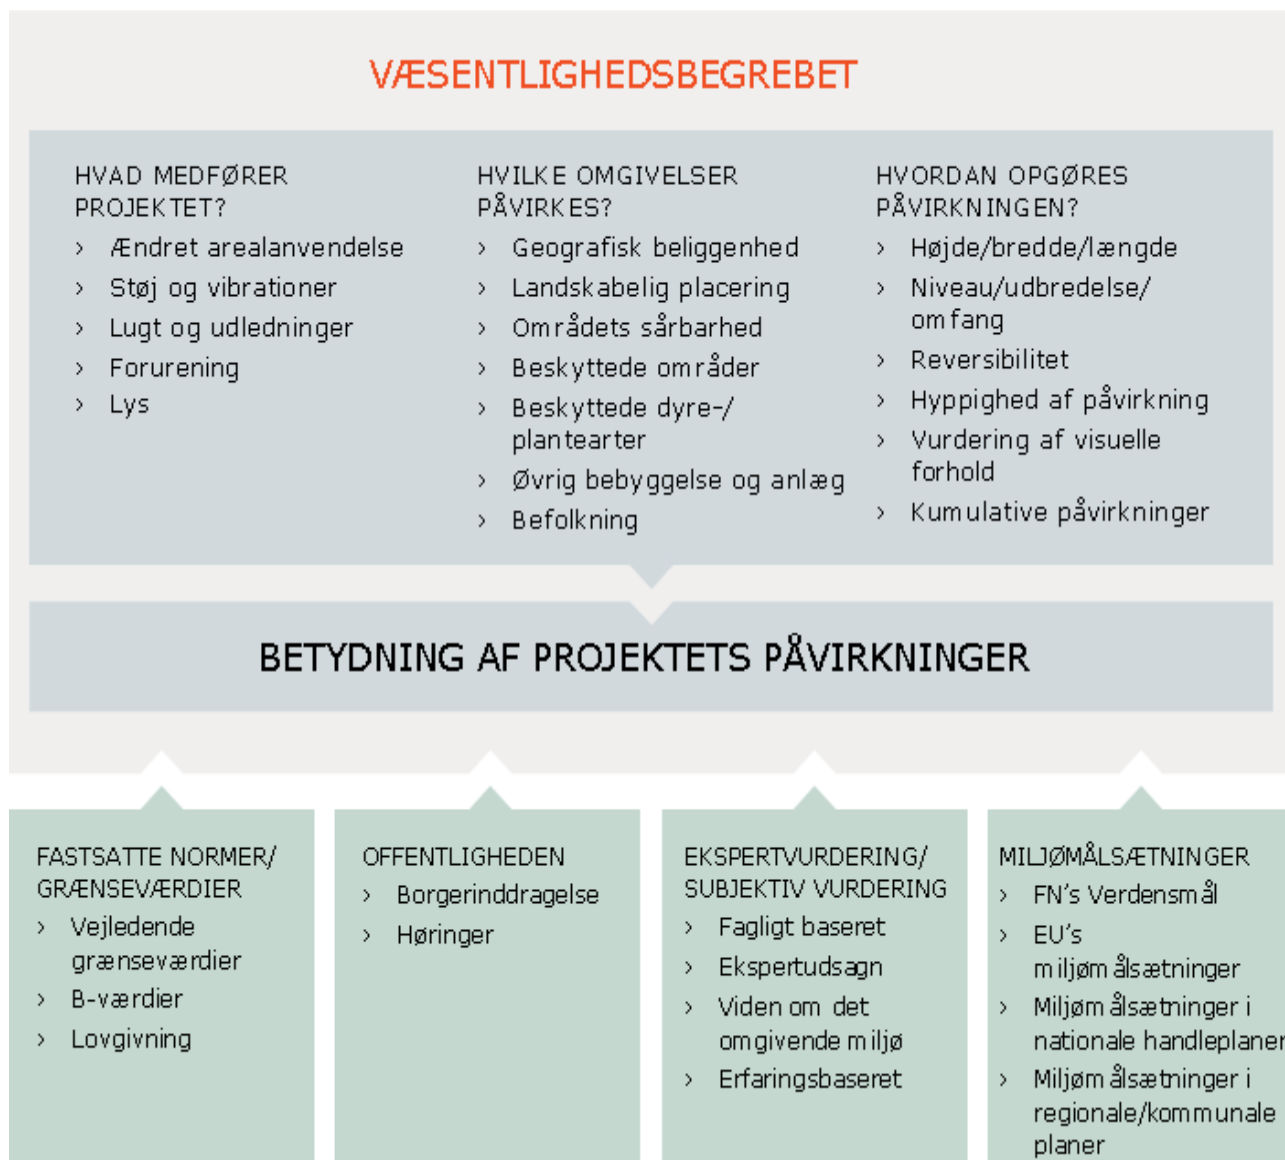 VÆSENTLIGHEDSBEGREBET
HVAD MEDFØRER
PROJEKTET?
› Ændret arealanvendelse
› Støj og vibrationer
› Lugt og udledninger
› Forurening
› Lys
HVILKE OMGIVELSER
PÅVIRKES?
› Geografisk beliggenhed
› Landskabelig placering
› Områdets sårbarhed
› Beskyttede områder
› Beskyttede dyre-/
plantearter
› Øvrig bebyggelse og anlæg
› Befolkning
HVORDAN OPGØRES
PÅVIRKNINGEN?
› Højde/bredde/længde
› Niveau/udbredelse/
omfang
› Reversibilitet
› Hyppighed af påvirkning
› Vurdering af visuelle
forhold
› Kumulative påvirkninger
BETYDNING AF PROJEKTETS PÅVIRKNINGER
FASTSATTE NORMER/
GRÆNSEVÆRDIER
› Vejledende
grænseværdier
› B-værdier
› Lovgivning
OFFENTLIGHEDEN
› Borgerinddragelse
› Høringer
EKSPERTVURDERING/
SUBJEKTIV VURDERING
› Fagligt baseret
› Ekspertudsagn
› Viden om det
omgivende miljø
› Erfaringsbaseret
MILJØMÅLSÆTNINGER
› FN's Verdensmål
› EU's
miljømålsætninger
› Miljømålsætninger i
nationale handleplaner
› Miljømålsætninger i
regionale/kommunale
planer